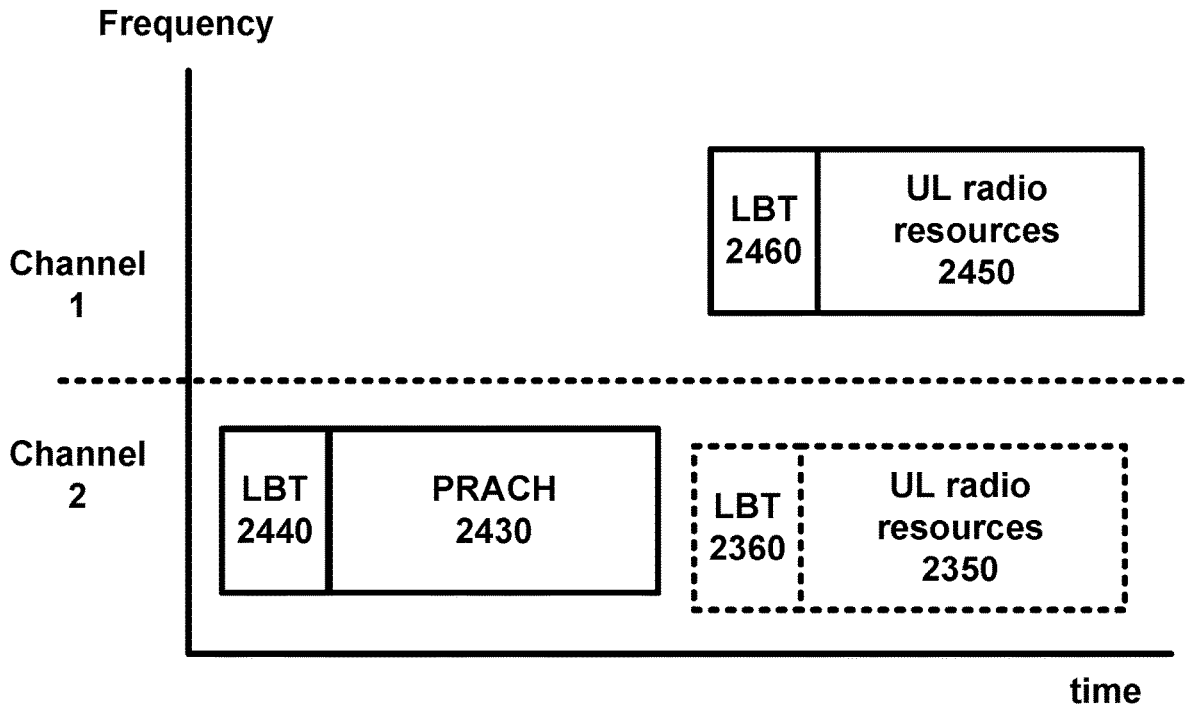 Frequency
LBT
2460
UL radio
resources
2450
Channel
1
Channel
2
LBT
2440
PRACH
2430
LBT
2360
UL radio
resources
2350
time